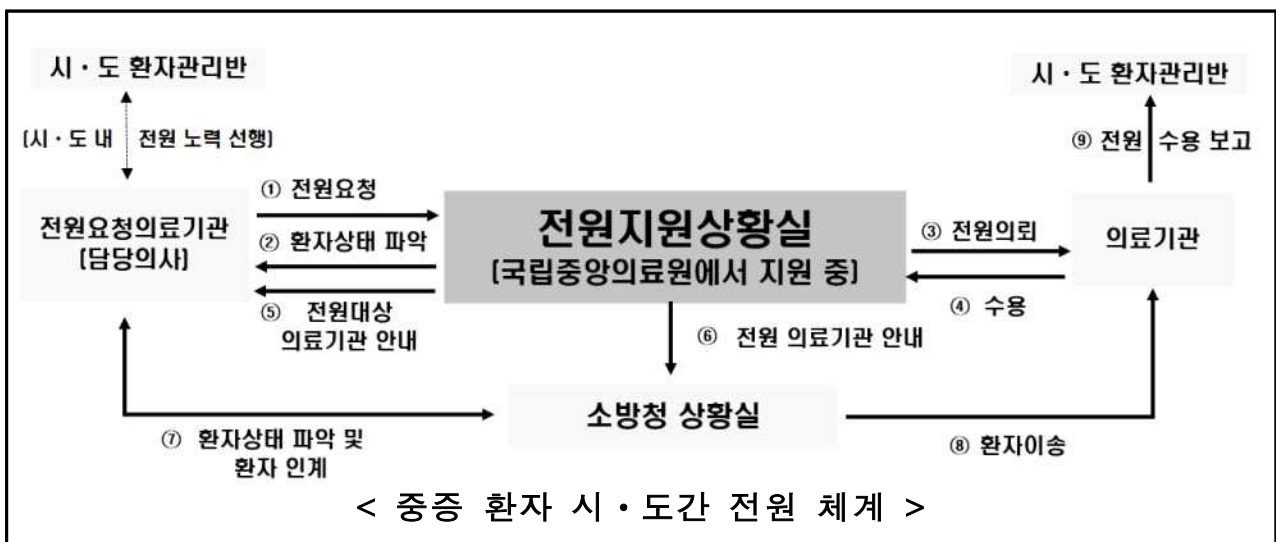 시・도 환자관리반
시・도 환자관리반
(시・도 내 전원 노력 선행)
⑨ 전원 수용 보고
① 전원요청
전원요청의료기관
(담당의사)
② 환자상태 파악
전원지원상황실
(국립중앙의료원에서 지원 중)
③ 전원의뢰
의료기관
④ 수용
⑤ 전원대상
의료기관 안내
⑥ 전원 의료기관 안내
소방청 상황실
⑦ 환자상태 파악 및
환자 인계
⑧ 환자이송
< 중증 환자 시・도간 전원 체계 >